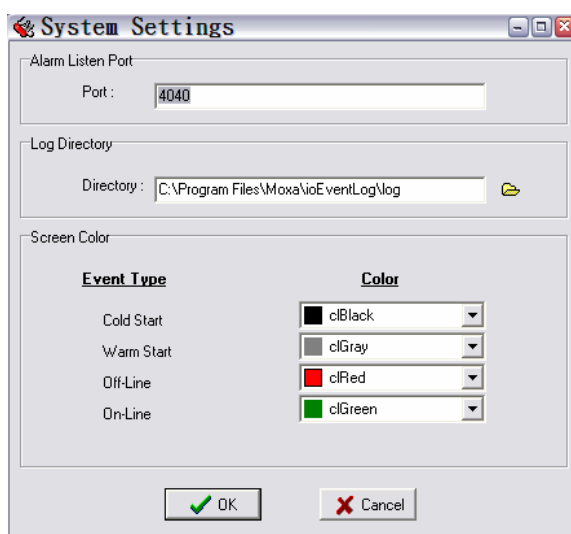 System Settings
Alarm Listen Port
Port : 4040
Log Directory
Directory : C:\Program Files\Moxa\ioEventLog\log
Screen Color
Event Type Color
Cold Start clBlack
Warm Start clGray
Off-Line clRed
On-Line clGreen
OK Cancel